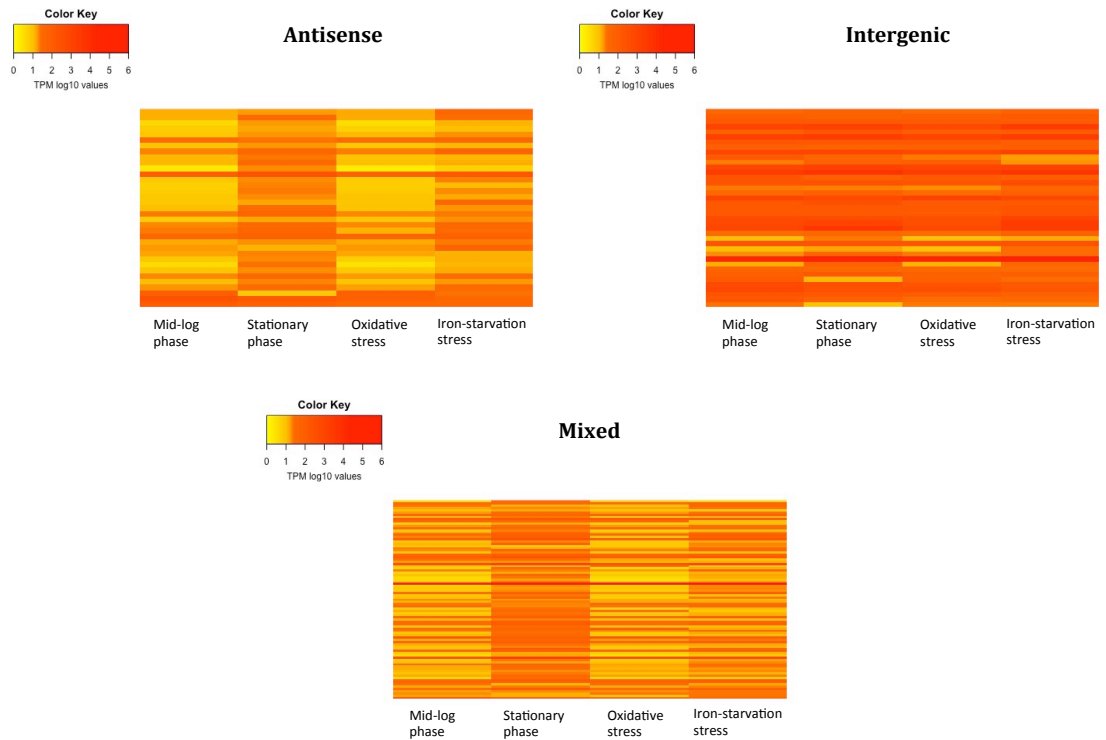 Color Key
0 1 2 3 4 5 6
TPM log10 values
Antisense
Mid-log
phase
Stationary
phase
Oxidative
stress
Iron-starvation
stress
Color Key
0 1 2 3 4 5 6
TPM log10 values
Intergenic
Mid-log
phase
Stationary
phase
Oxidative
stress
Iron-starvation
stress
Color Key
0 1 2 3 4 5 6
TPM log10 values
Mixed
Mid-log
phase
Stationary
phase
Oxidative
stress
Iron-starvation
stress